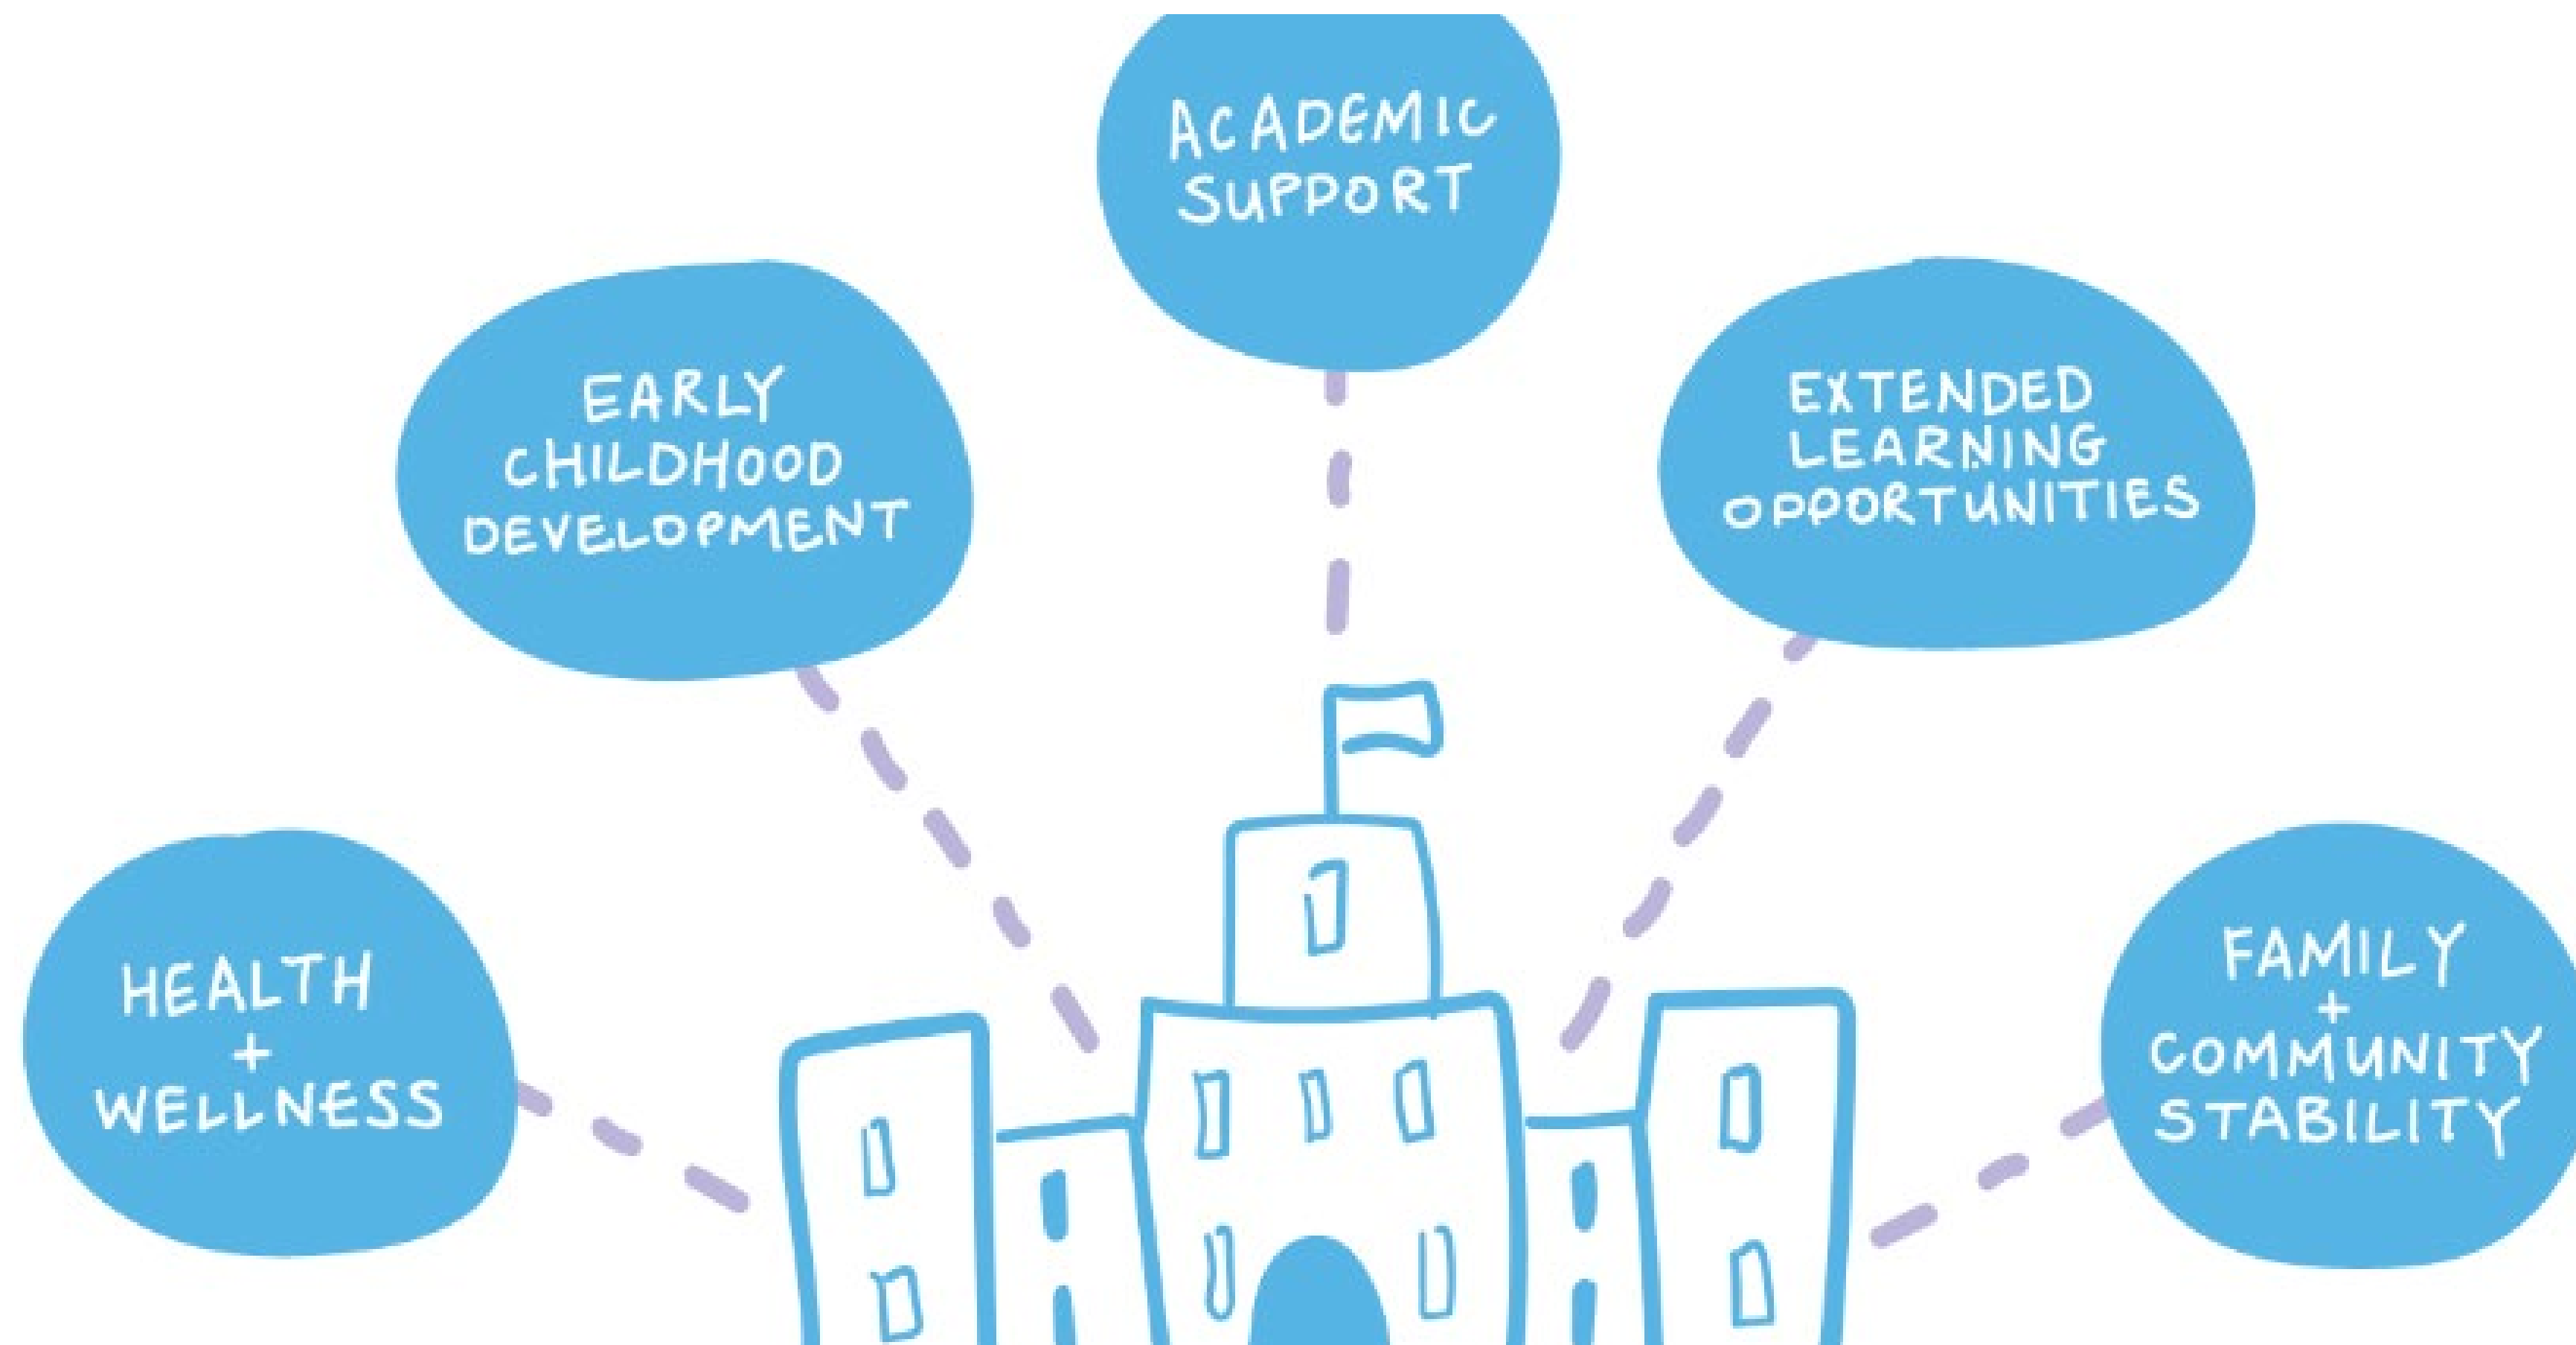 ACADEMIC
SUPPORT
EARLY
CHILDHOOD
DEVELOPMENT
EXTENDED
LEARNING
OPPORTUNITIES
HEALTH
+
WELLNESS
FAMILY
+
COMMUNITY
STABILITY